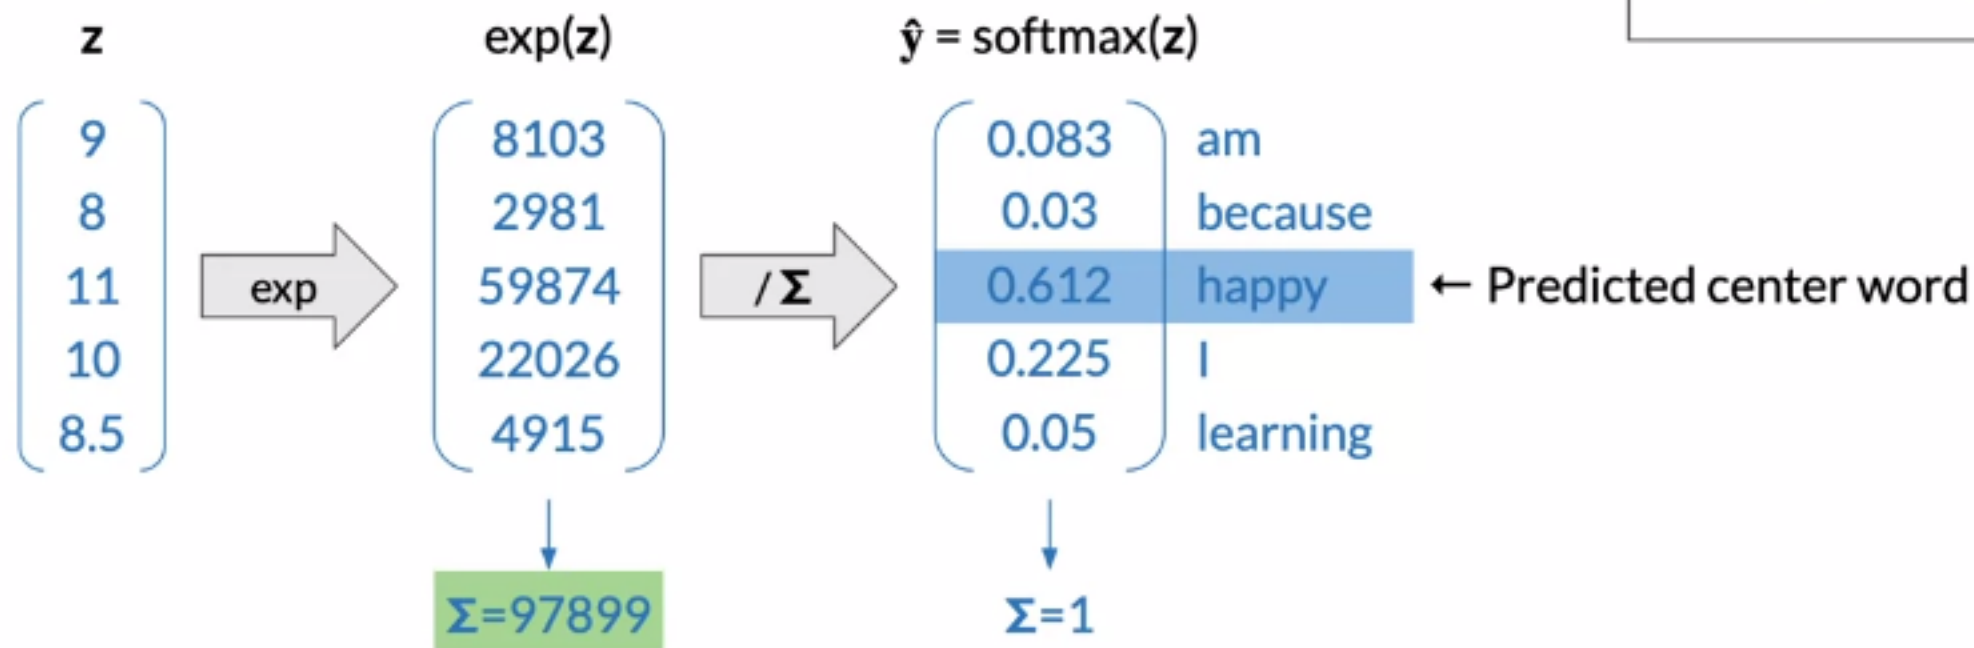 z exp(z) ŷ = softmax(z)
9 8103 0.083 am
8 2981 0.03 because
exp / Σ
11 59874 0.612 happy ← Predicted center word
10 22026 0.225 I
8.5 4915 0.05 learning
Σ=97899 Σ=1